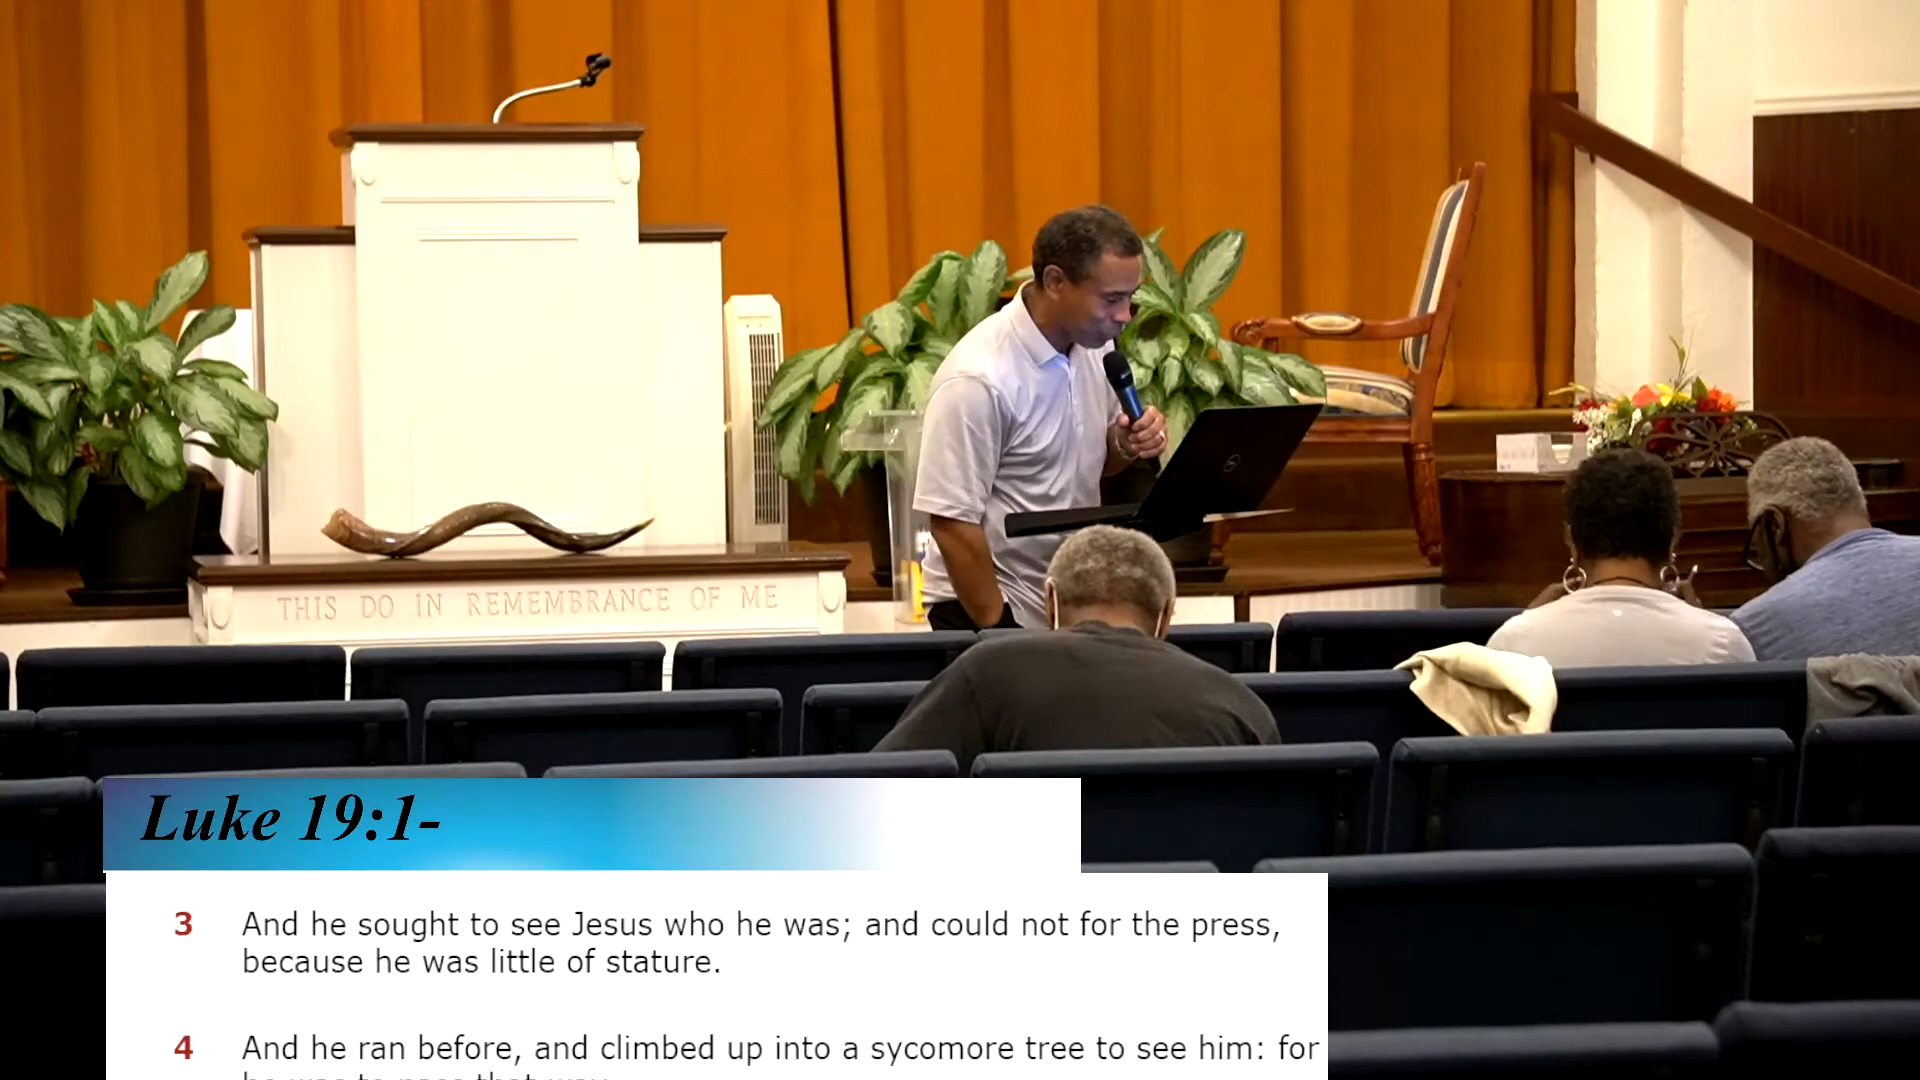 THIS DO IN REMEMBRANCE OF ME
Luke 19:1-
3 And he sought to see Jesus who he was; and could not for the press,
because he was little of stature.
4 And he ran before, and climbed up into a sycomore tree to see him: for